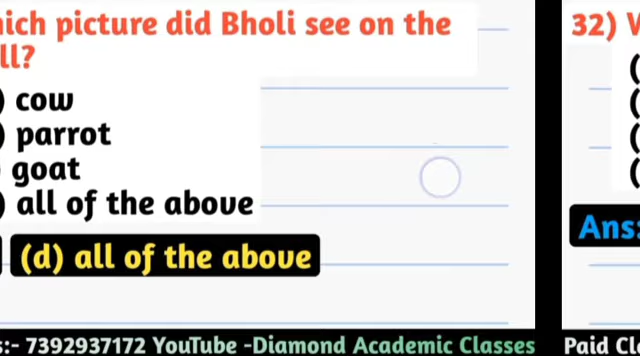 ich picture did Bholi see on the
ll?
) cow
) parrot
goat
) all of the above
(d) all of the above
s:- 7392937172 YouTube -Diamond Academic Classes
32) V
(
(
(
(
Ans:
Paid Cl